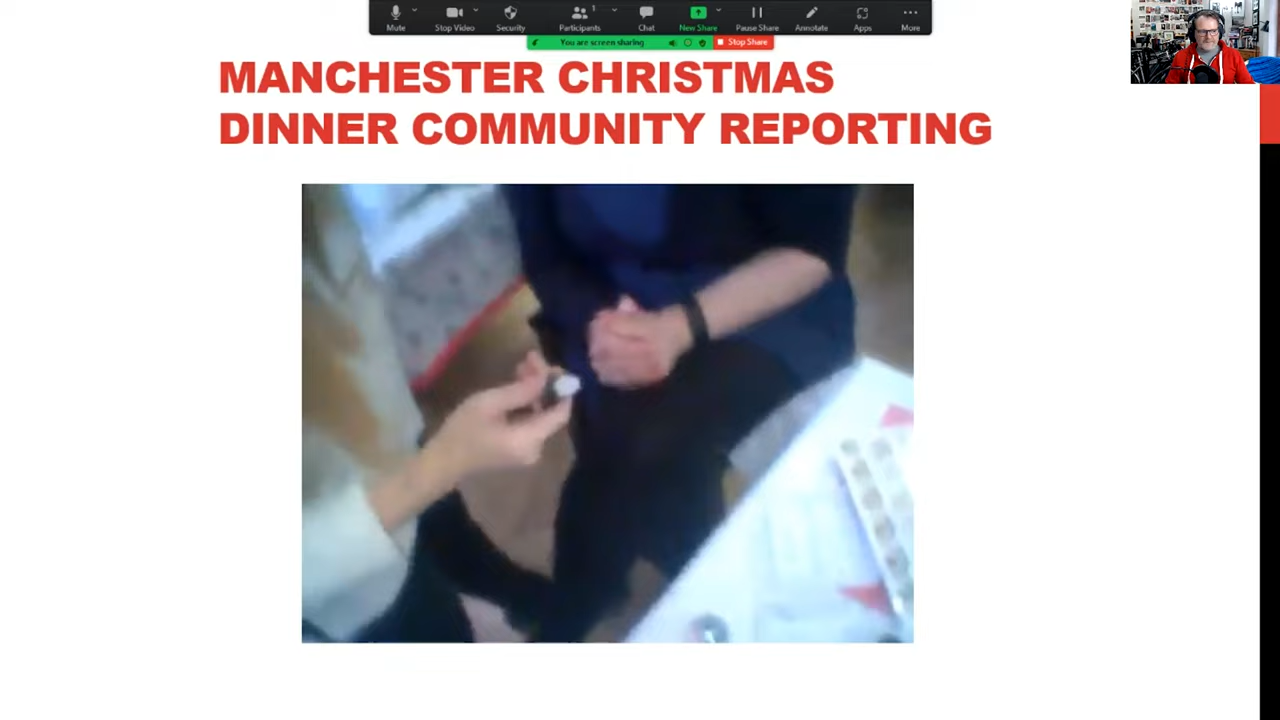 Mute
Stop Video
Security
1
Participants
Chat
New Share
Pause Share
Annotate
Apps
More
You are screen sharing
Stop Share
MANCHESTER CHRISTMAS
DINNER COMMUNITY REPORTING